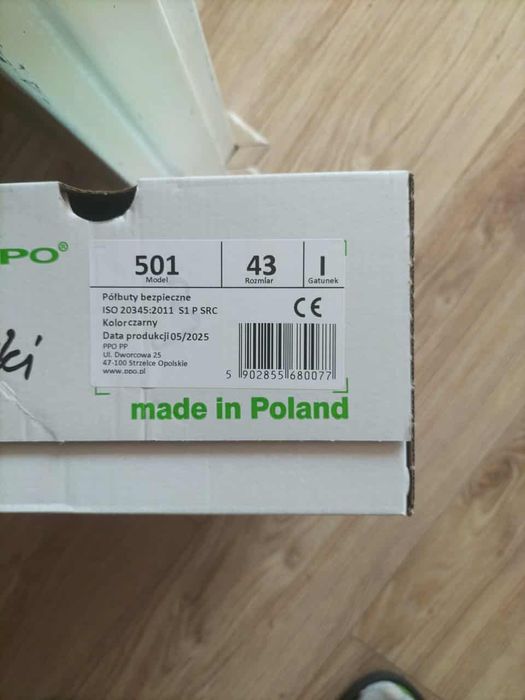 PPO®
501 43 I
Model Rozmiar Gatunek
Półbuty bezpieczne
ISO 20345:2011 S1 P SRC
Kolor:czarny
Data produkcji 05/2025
PPO PP
Ul. Dworcowa 25
47-100 Strzelce Opolskie
www.ppo.pl
CE
5 902855 680077
made in Poland